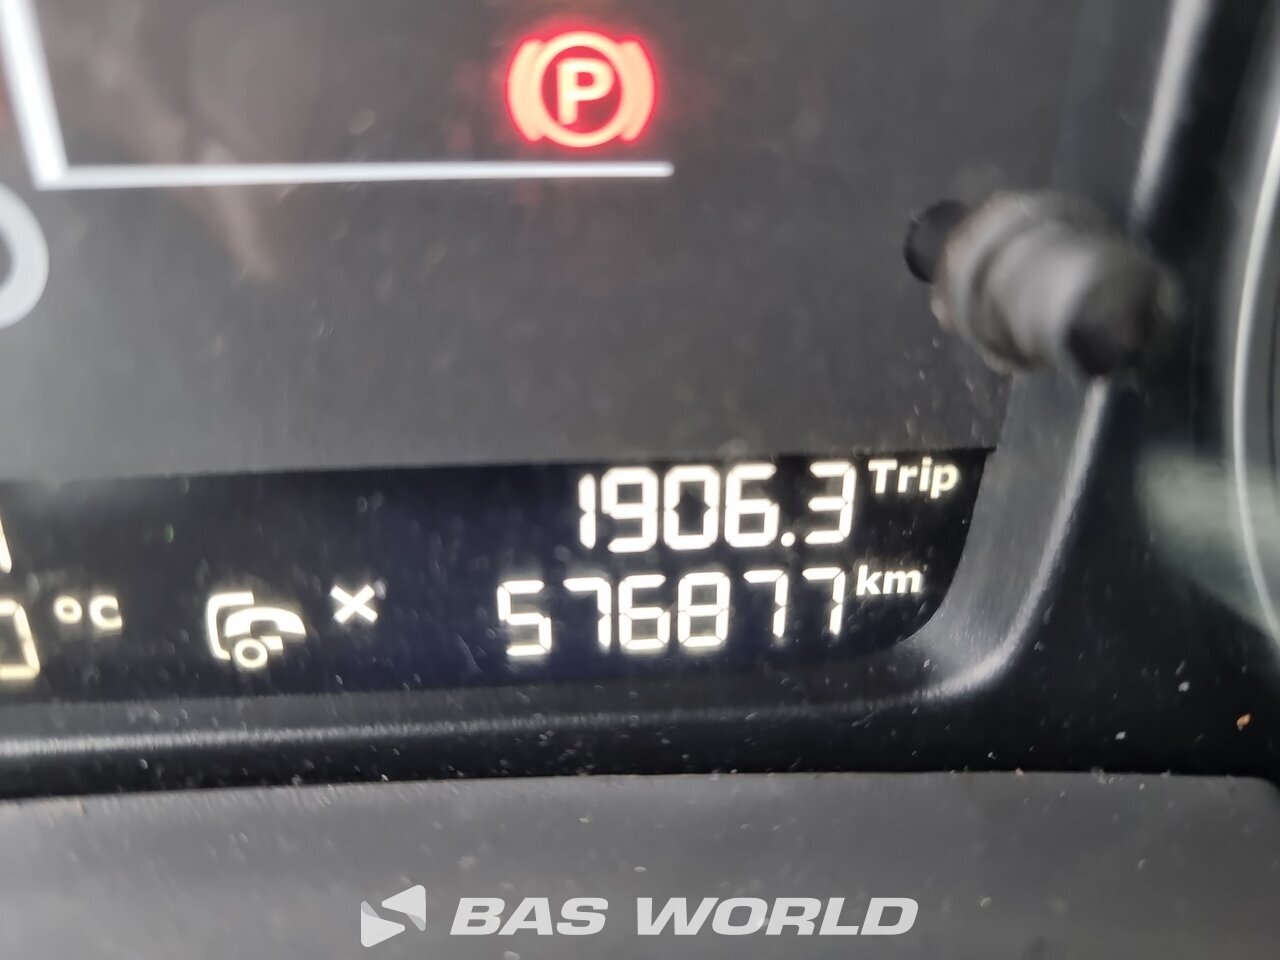 P
1906.3 Trip
°C
576877 km
BAS WORLD